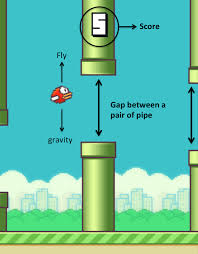 5
Score
Fly
Gap between a
pair of pipe
gravity